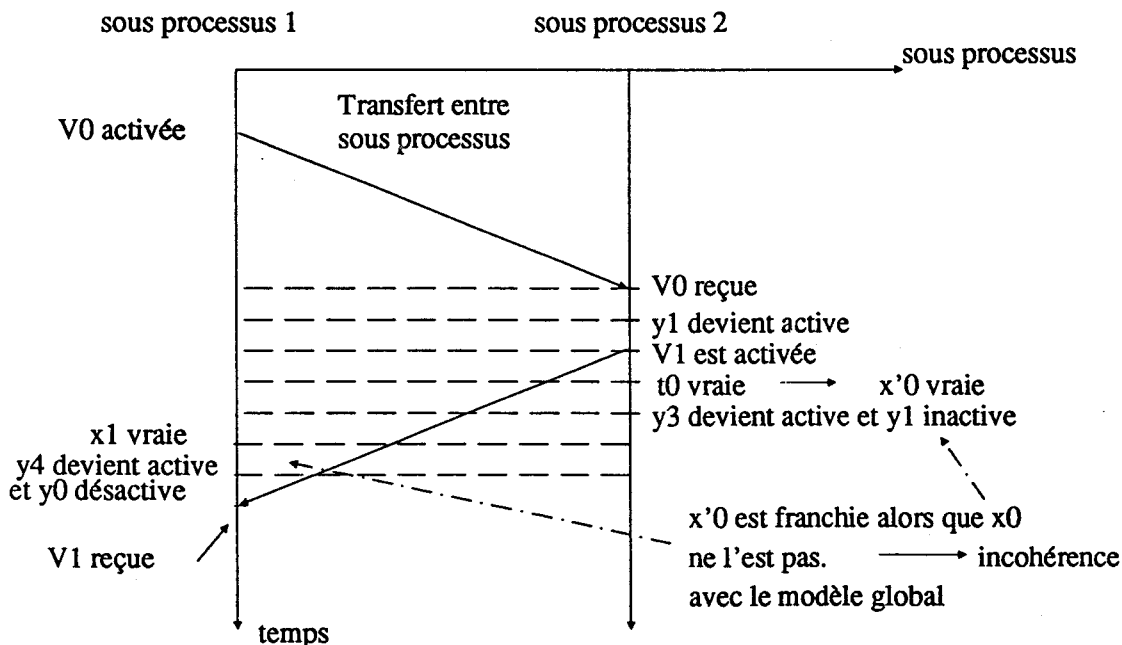 sous processus 1
sous processus 2
sous processus
Transfert entre
sous processus
V0 activée
V0 reçue
y1 devient active
V1 est activée
t0 vraie
x'0 vraie
y3 devient active et y1 inactive
x1 vraie
y4 devient active
et y0 désactive
x'0 est franchie alors que x0
V1 reçue
ne l'est pas.
incohérence
avec le modèle global
temps